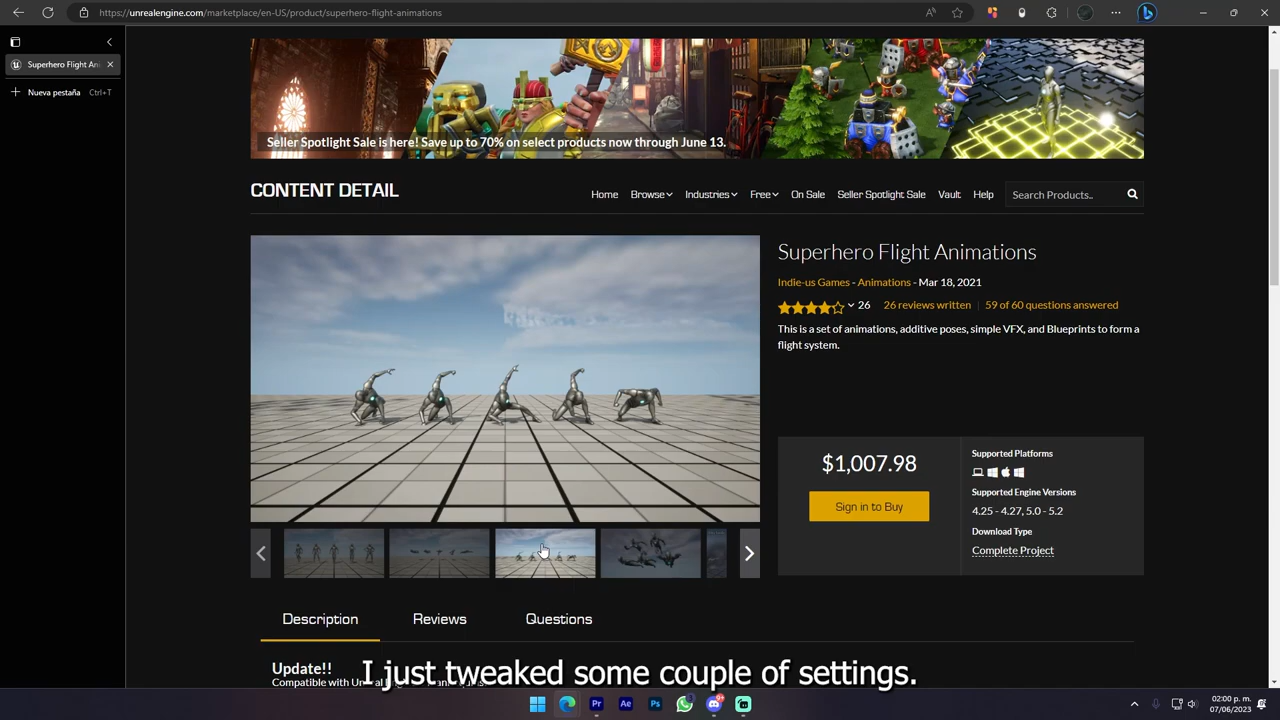 https://unrealengine.com/marketplace/en-US/product/superhero-flight-animations
Superhero Flight Ani
Nueva pestaña Ctrl+T
Seller Spotlight Sale is here! Save up to 70% on select products now through June 13.
CONTENT DETAIL
Home Browse Industries Free On Sale Seller Spotlight Sale Vault Help Search Products..
Superhero Flight Animations
Indie-us Games - Animations - Mar 18, 2021
26 26 reviews written 59 of 60 questions answered
This is a set of animations, additive poses, simple VFX, and Blueprints to form a
flight system.
$1,007.98
Sign in to Buy
Supported Platforms
Supported Engine Versions
4.25 - 4.27, 5.0 - 5.2
Download Type
Complete Project
Description Reviews Questions
Update!!
I just tweaked some couple of settings.
Pr Ae Ps
02:00 p. m.
07/06/2023